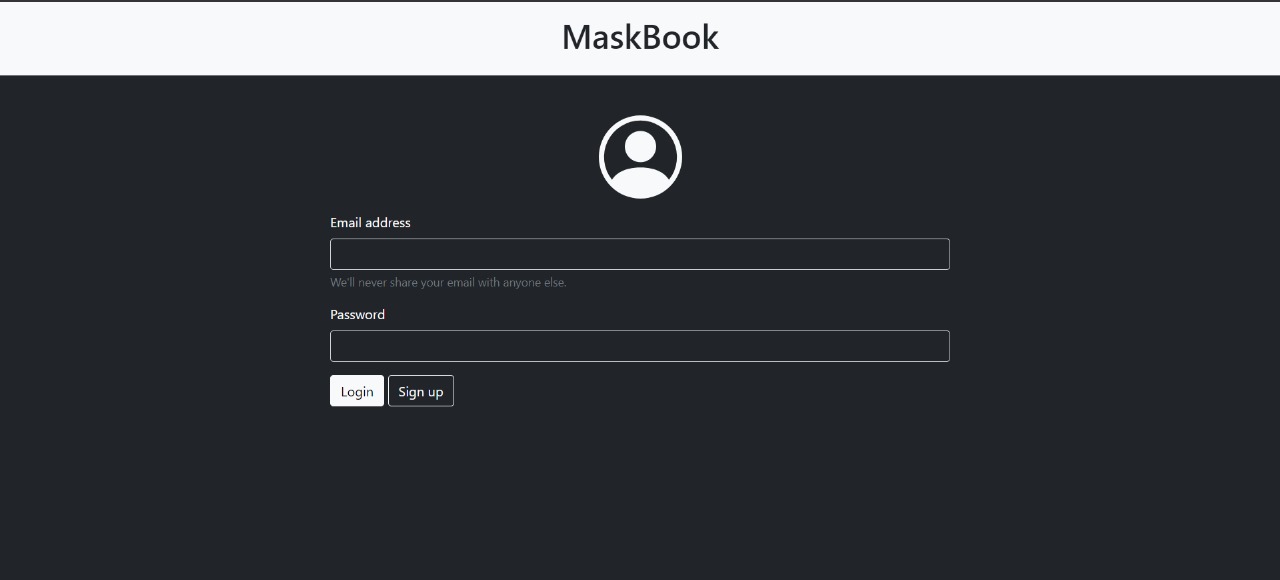 MaskBook
Email address
We'll never share your email with anyone else.
Password
Login Sign up